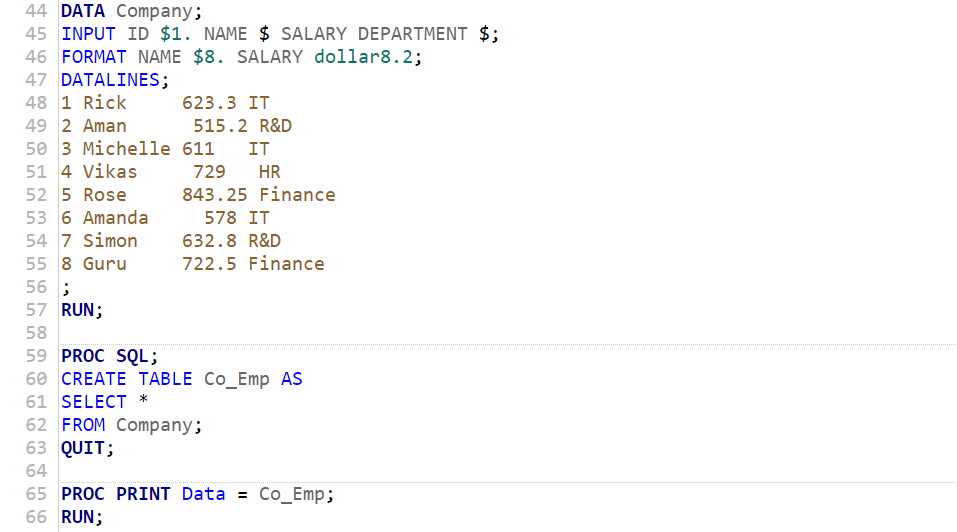 44 DATA Company;
45 INPUT ID $1. NAME $ SALARY DEPARTMENT $;
46 FORMAT NAME $8. SALARY dollar8.2;
47 DATALINES;
48 1 Rick     623.3 IT
49 2 Aman      515.2 R&D
50 3 Michelle 611   IT
51 4 Vikas     729   HR
52 5 Rose     843.25 Finance
53 6 Amanda     578 IT
54 7 Simon    632.8 R&D
55 8 Guru     722.5 Finance
56 ;
57 RUN;
58
59 PROC SQL;
60 CREATE TABLE Co_Emp AS
61 SELECT *
62 FROM Company;
63 QUIT;
64
65 PROC PRINT Data = Co_Emp;
66 RUN;